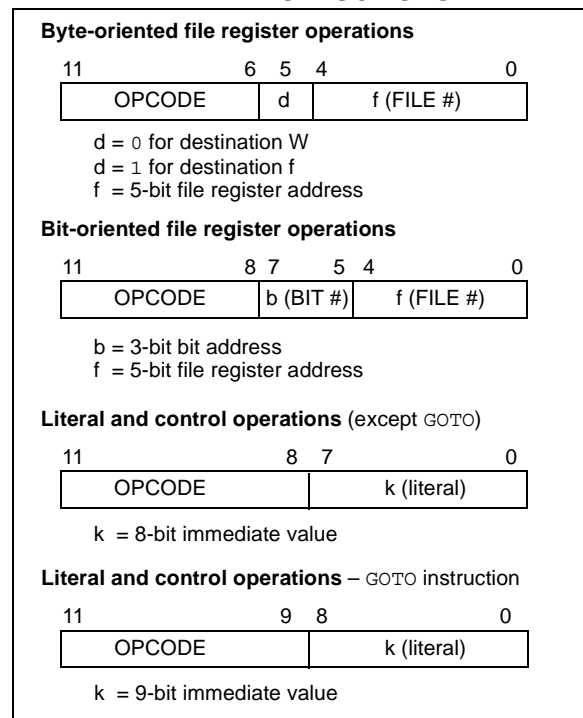 Byte-oriented file register operations
11 6 5 4 0
OPCODE d f (FILE #)
d = 0 for destination W
d = 1 for destination f
f = 5-bit file register address
Bit-oriented file register operations
11 8 7 5 4 0
OPCODE b (BIT #) f (FILE #)
b = 3-bit bit address
f = 5-bit file register address
Literal and control operations (except GOTO)
11 8 7 0
OPCODE k (literal)
k = 8-bit immediate value
Literal and control operations – GOTO instruction
11 9 8 0
OPCODE k (literal)
k = 9-bit immediate value